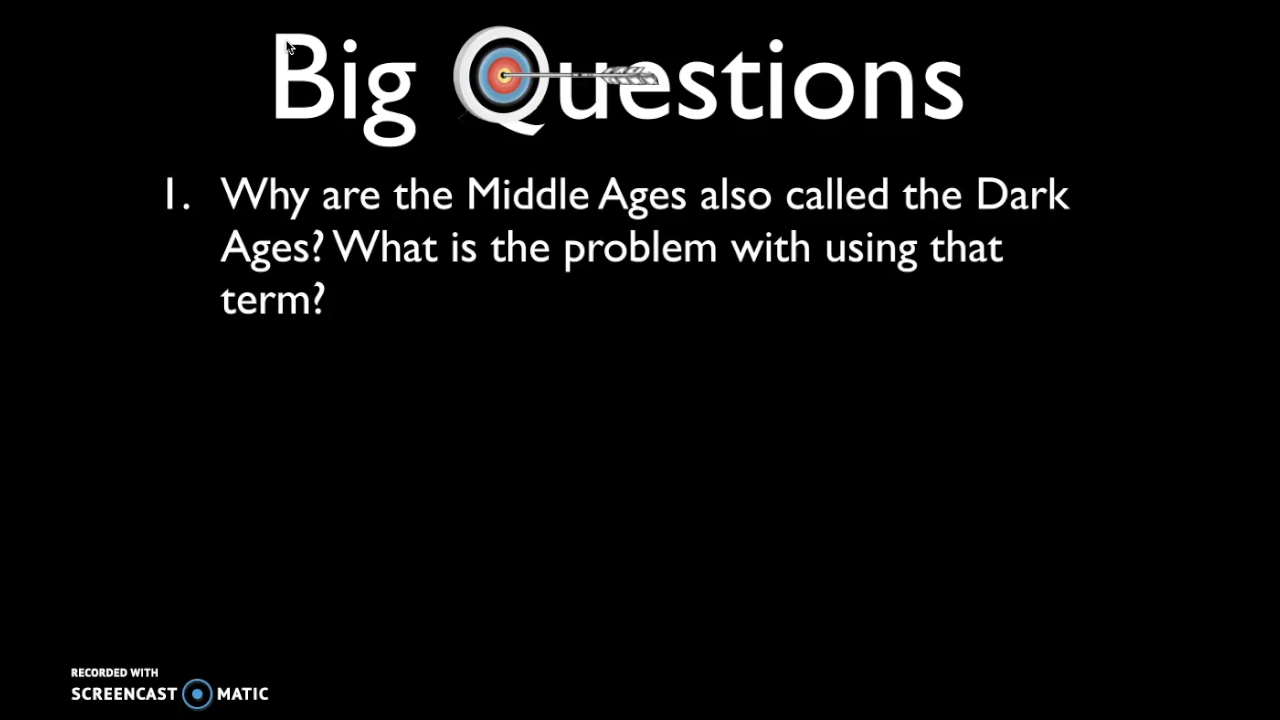 Big Questions
1. Why are the Middle Ages also called the Dark
Ages? What is the problem with using that
term?
RECORDED WITH
SCREENCAST MATIC